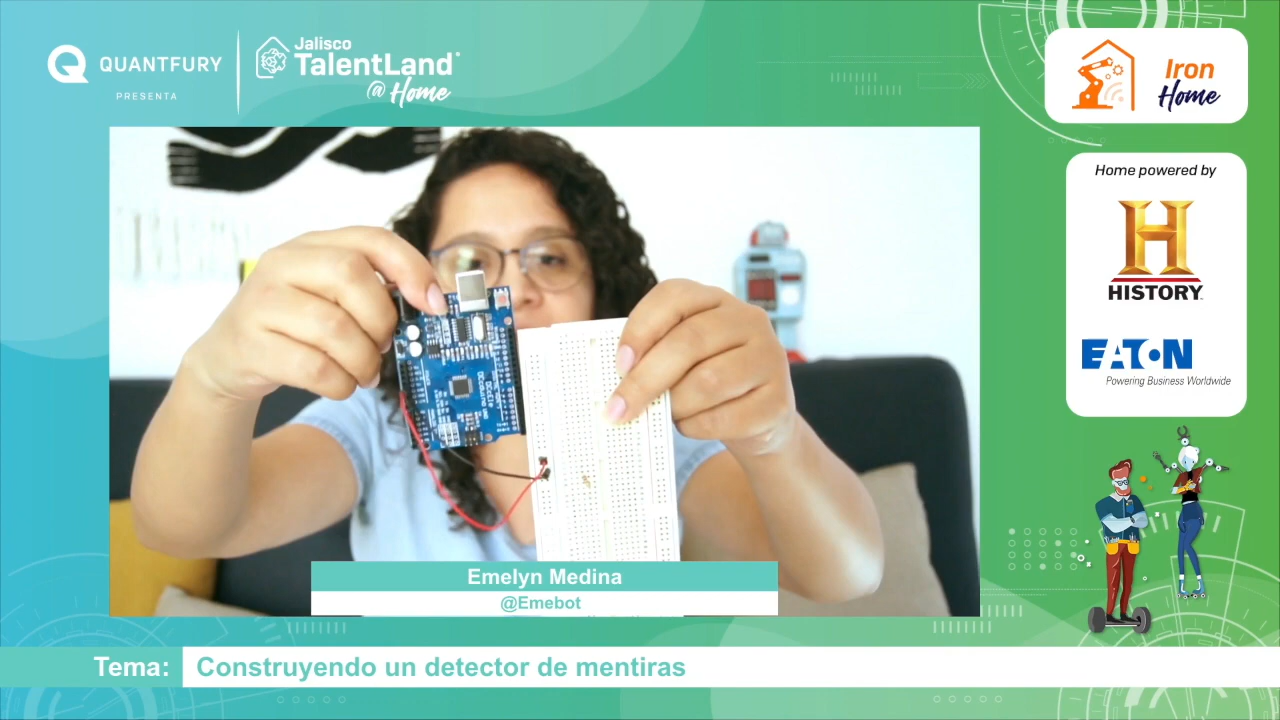 QUANTFURY
PRESENTA
Jalisco
TalentLand
@ Home
Iron
Home
Home powered by
H
HISTORY
EATON
Powering Business Worldwide
Emelyn Medina
@Emebot
Tema: Construyendo un detector de mentiras